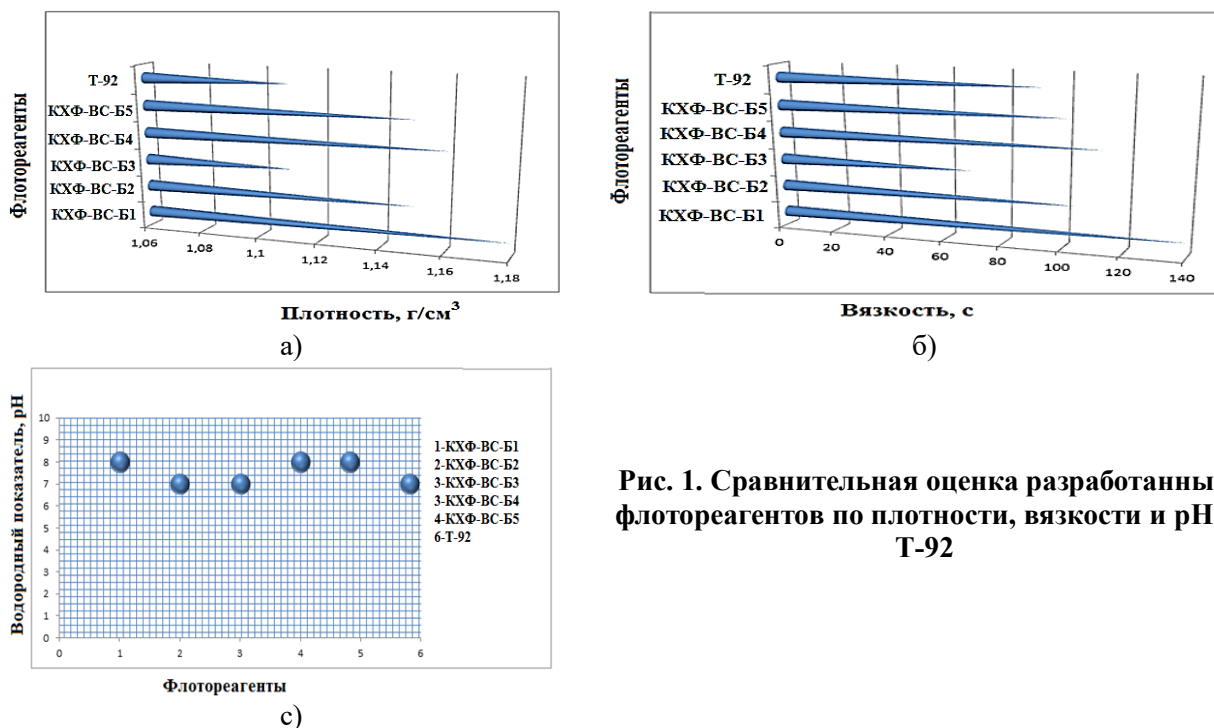 Флотореагенты
Т-92
КХФ-ВС-Б5
КХФ-ВС-Б4
КХФ-ВС-Б3
КХФ-ВС-Б2
КХФ-ВС-Б1
1,06 1,08 1,1 1,12 1,14 1,16 1,18
Плотность, г/см³
а)
Флотореагенты
Т-92
КХФ-ВС-Б5
КХФ-ВС-Б4
КХФ-ВС-Б3
КХФ-ВС-Б2
КХФ-ВС-Б1
0 20 40 60 80 100 120 140
Вязкость, с
б)
Водородный показатель, pH
10
9
8
7
6
5
4
3
2
1
0
0 1 2 3 4 5 6
1-КХФ-ВС-Б1
2-КХФ-ВС-Б2
3-КХФ-ВС-Б3
3-КХФ-ВС-Б4
4-КХФ-ВС-Б5
6-Т-92
Флотореагенты
с)
Рис. 1. Сравнительная оценка разработанны
флотореагентов по плотности, вязкости и pH
Т-92